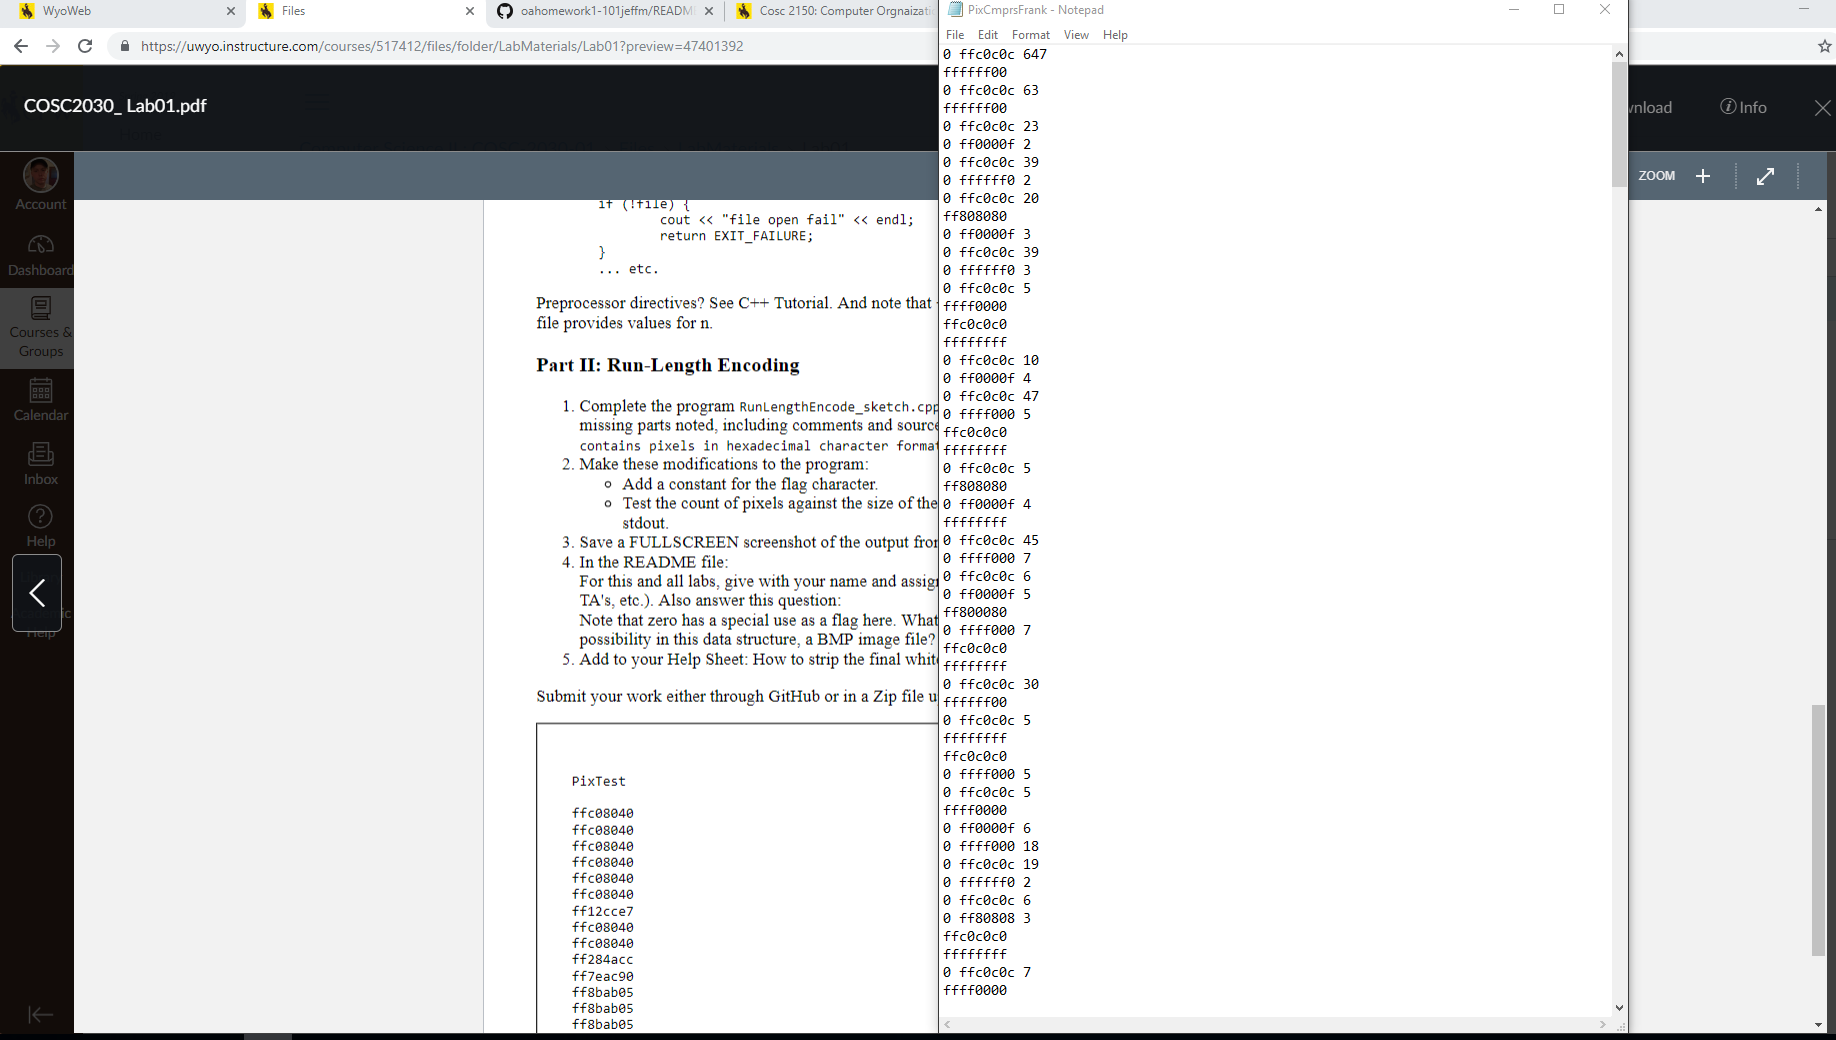 WyoWeb
Files
oahomework1-101jeffm/READM
Cosc 2150: Computer Orgnaizati
https://uwyo.instructure.com/courses/517412/files/folder/LabMaterials/Lab01?preview=47401392
COSC2030_ Lab01.pdf
wnload
Info
ZOOM
Account
Dashboard
Courses &
Groups
Calendar
Inbox
Help
Help
if (!file) {
cout << "file open fail" << endl;
return EXIT_FAILURE;
}
... etc.
Preprocessor directives? See C++ Tutorial. And note that
file provides values for n.
Part II: Run-Length Encoding
1. Complete the program RunLengthEncode_sketch.cpp
missing parts noted, including comments and source
contains pixels in hexadecimal character format
2. Make these modifications to the program:
Add a constant for the flag character.
Test the count of pixels against the size of the
stdout.
3. Save a FULLSCREEN screenshot of the output from
4. In the README file:
For this and all labs, give with your name and assig
TA's, etc.). Also answer this question:
Note that zero has a special use as a flag here. What
possibility in this data structure, a BMP image file?
5. Add to your Help Sheet: How to strip the final whit
Submit your work either through GitHub or in a Zip file u
PixTest
ffc08040
ffc08040
ffc08040
ffc08040
ffc08040
ffc08040
ff12cce7
ffc08040
ffc08040
ff284acc
ff7eac90
ff8bab05
ff8bab05
ff8bab05
PixCmprsFrank - Notepad
File Edit Format View Help
0 ffc0c0c 647
ffffff00
0 ffc0c0c 63
ffffff00
0 ffc0c0c 23
0 ff0000f 2
0 ffc0c0c 39
0 ffffff0 2
0 ffc0c0c 20
ff808080
0 ff0000f 3
0 ffc0c0c 39
0 ffffff0 3
0 ffc0c0c 5
ffff0000
ffc0c0c0
ffffffff
0 ffc0c0c 10
0 ff0000f 4
0 ffc0c0c 47
0 ffff000 5
ffc0c0c0
ffffffff
0 ffc0c0c 5
ff808080
0 ff0000f 4
ffffffff
0 ffc0c0c 45
0 ffff000 7
0 ffc0c0c 6
0 ff0000f 5
ff800080
0 ffff000 7
ffc0c0c0
ffffffff
0 ffc0c0c 30
ffffff00
0 ffc0c0c 5
ffffffff
ffc0c0c0
0 ffff000 5
0 ffc0c0c 5
ffff0000
0 ff0000f 6
0 ffff000 18
0 ffc0c0c 19
0 ffffff0 2
0 ffc0c0c 6
0 ff80808 3
ffc0c0c0
ffffffff
0 ffc0c0c 7
ffff0000